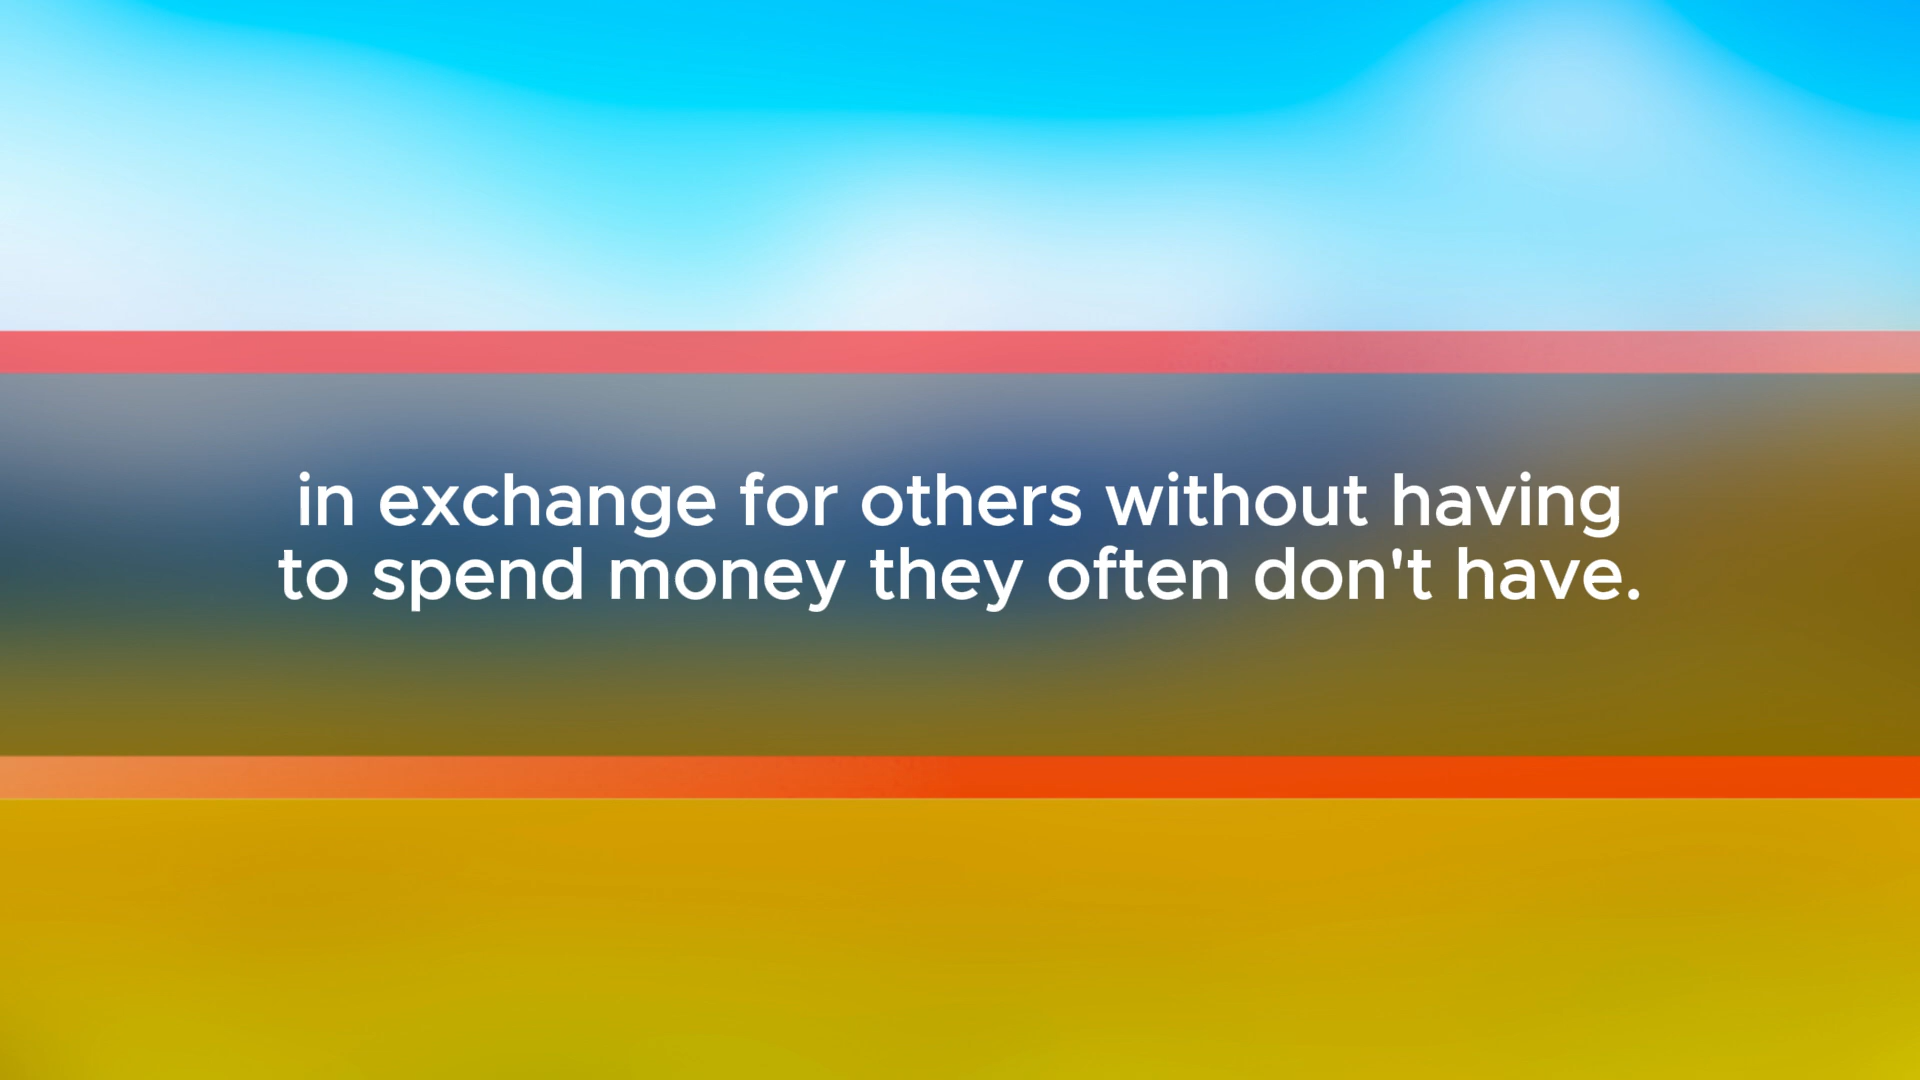 in exchange for others without having
to spend money they often don't have.